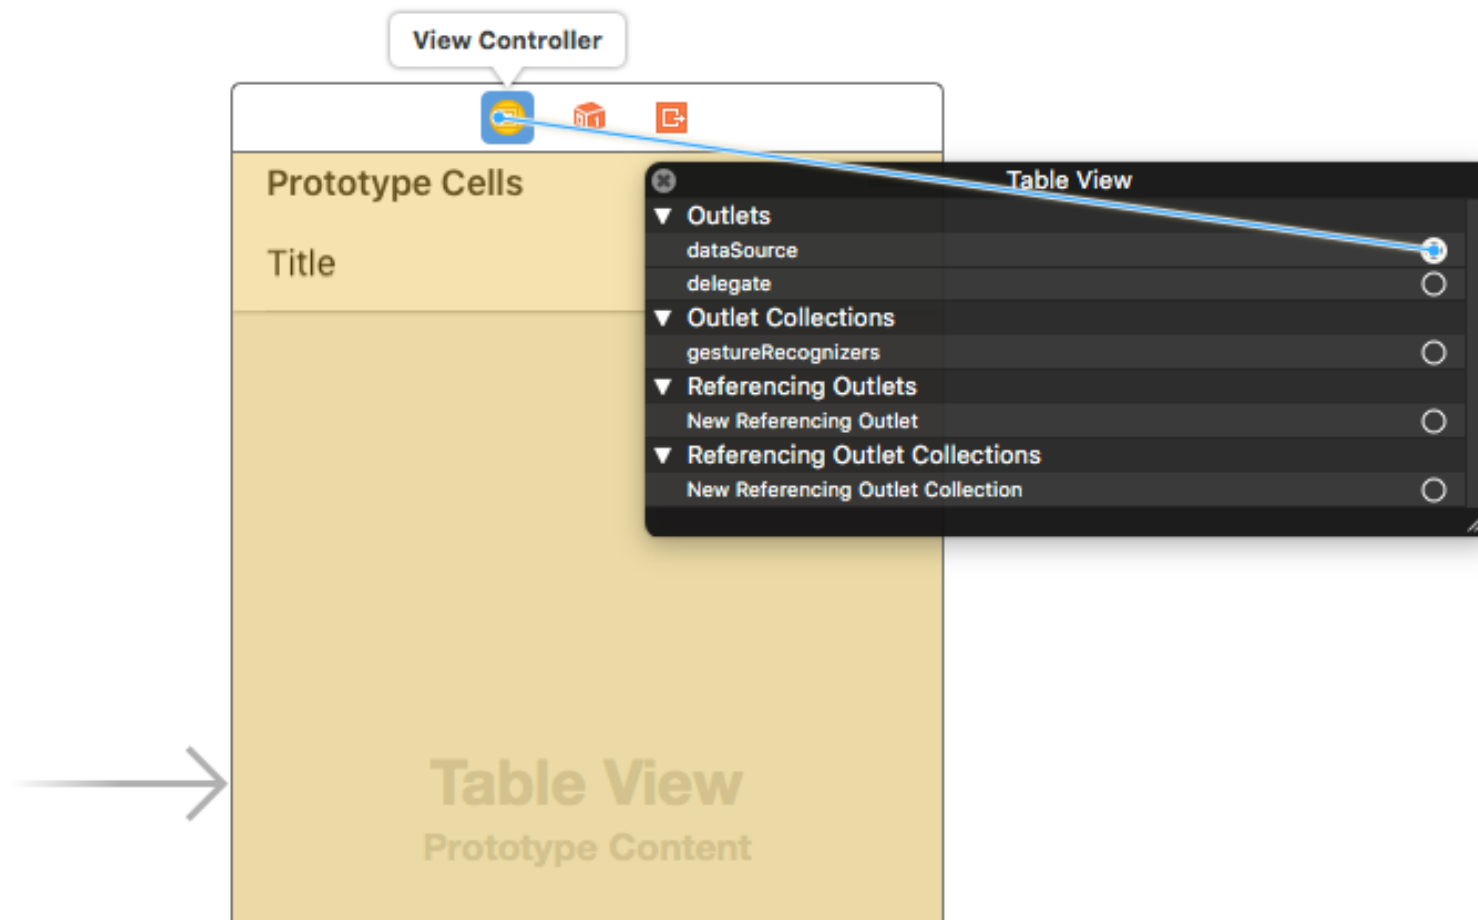 View Controller
Prototype Cells
Title
Table View
Outlets
dataSource
delegate
Outlet Collections
gestureRecognizers
Referencing Outlets
New Referencing Outlet
Referencing Outlet Collections
New Referencing Outlet Collection
Table View
Prototype Content